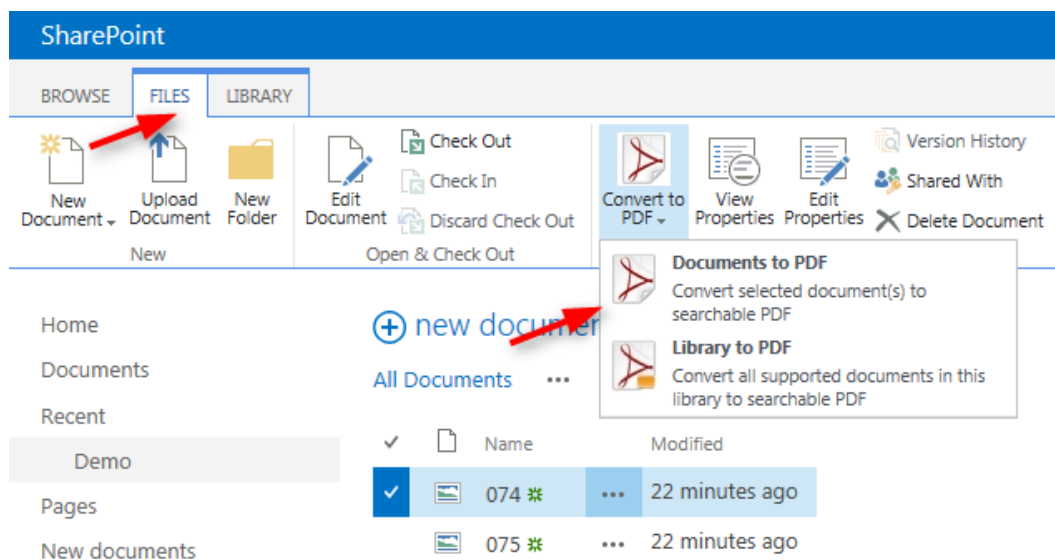 SharePoint
BROWSE FILES LIBRARY
New Document
Upload Document
New Folder
New
Edit Document
Check Out
Check In
Discard Check Out
Open & Check Out
Convert to PDF
View Properties
Edit Properties
Version History
Shared With
Delete Document
Documents to PDF
Convert selected document(s) to
searchable PDF
Library to PDF
Convert all supported documents in this
library to searchable PDF
Home
Documents
Recent
Demo
Pages
New documents
new documen
All Documents ...
Name Modified
074 ... 22 minutes ago
075 ... 22 minutes ago